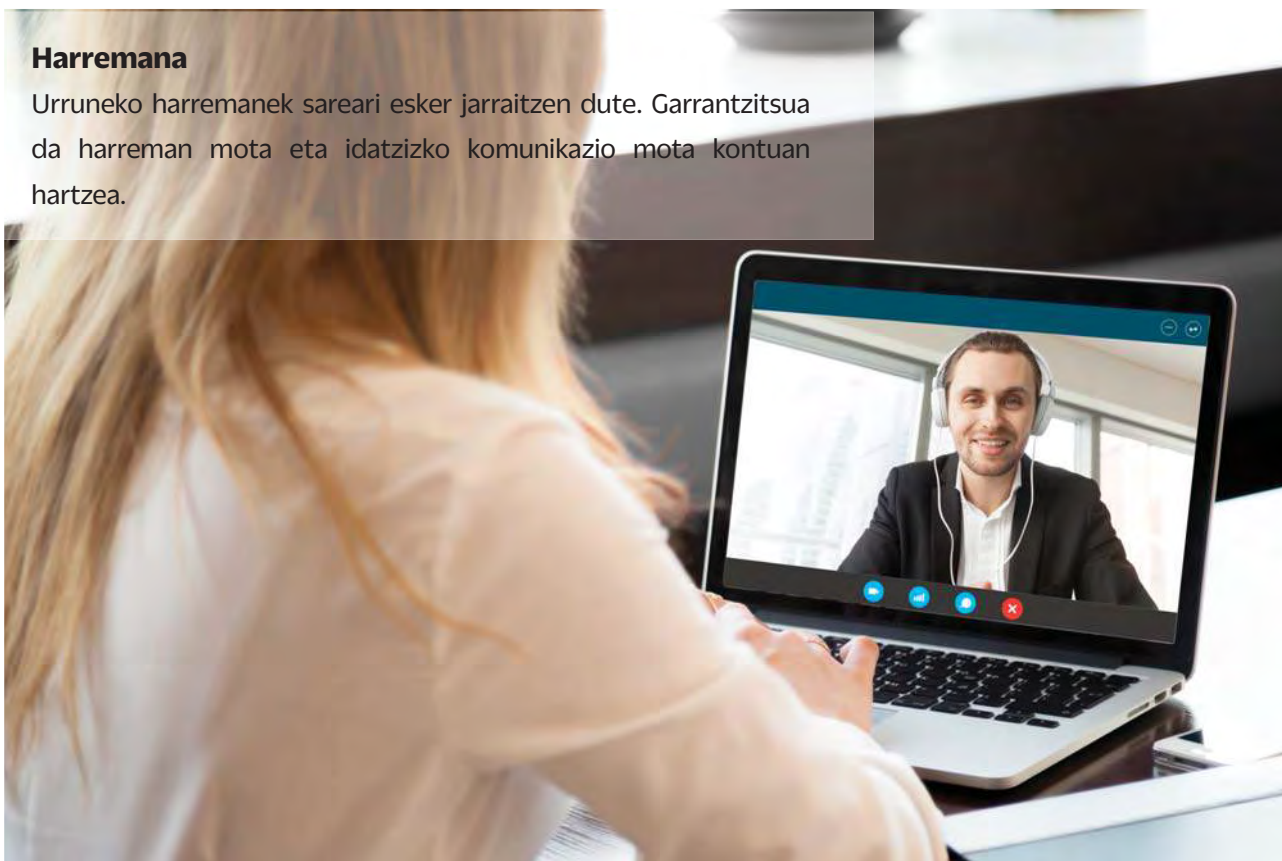 Harremana
Urruneko harremanek sareari esker jarraitzen dute. Garrantzitsua
da harreman mota eta idatzizko komunikazio mota kontuan
hartzea.